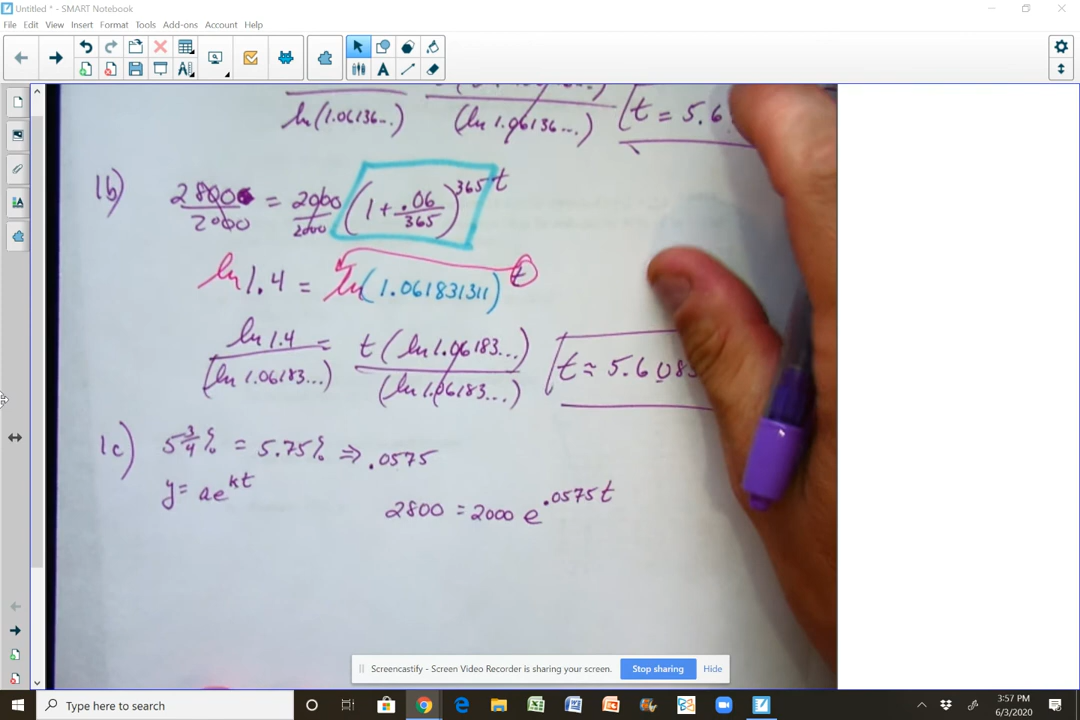 Untitled * - SMART Notebook
File Edit View Insert Format Tools Add-ons Account Help
ln(1.06136...) (ln 1.06136...) t = 5.6
1b) 2800/2000 = 2000/2000 (1 + .06/365)^365t
ln 1.4 = ln(1.061831311)^t
ln 1.4/(ln 1.06183...) = t(ln 1.06183...)/(ln 1.06183...) t ≈ 5.6085
1c) 5 3/4% = 5.75% ⇒ .0575
y = ae^kt
2800 = 2000 e^.0575t
Screencastify - Screen Video Recorder is sharing your screen. Stop sharing Hide
Type here to search
3:57 PM
6/3/2020